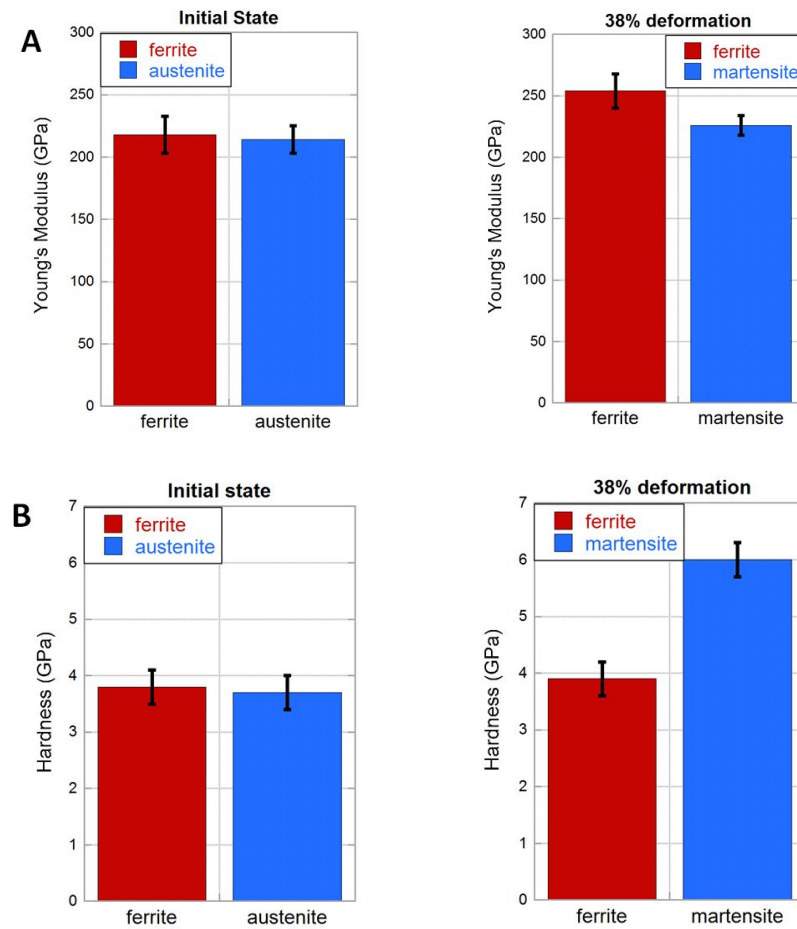 A
Initial State
ferrite
austenite
Young's Modulus (GPa)
300
250
200
150
100
50
0
ferrite
austenite
38% deformation
ferrite
martensite
Young's Modulus (GPa)
300
250
200
150
100
50
0
ferrite
martensite
B
Initial state
ferrite
austenite
Hardness (GPa)
7
6
5
4
3
2
1
0
ferrite
austenite
38% deformation
ferrite
martensite
Hardness (GPa)
7
6
5
4
3
2
1
0
ferrite
martensite